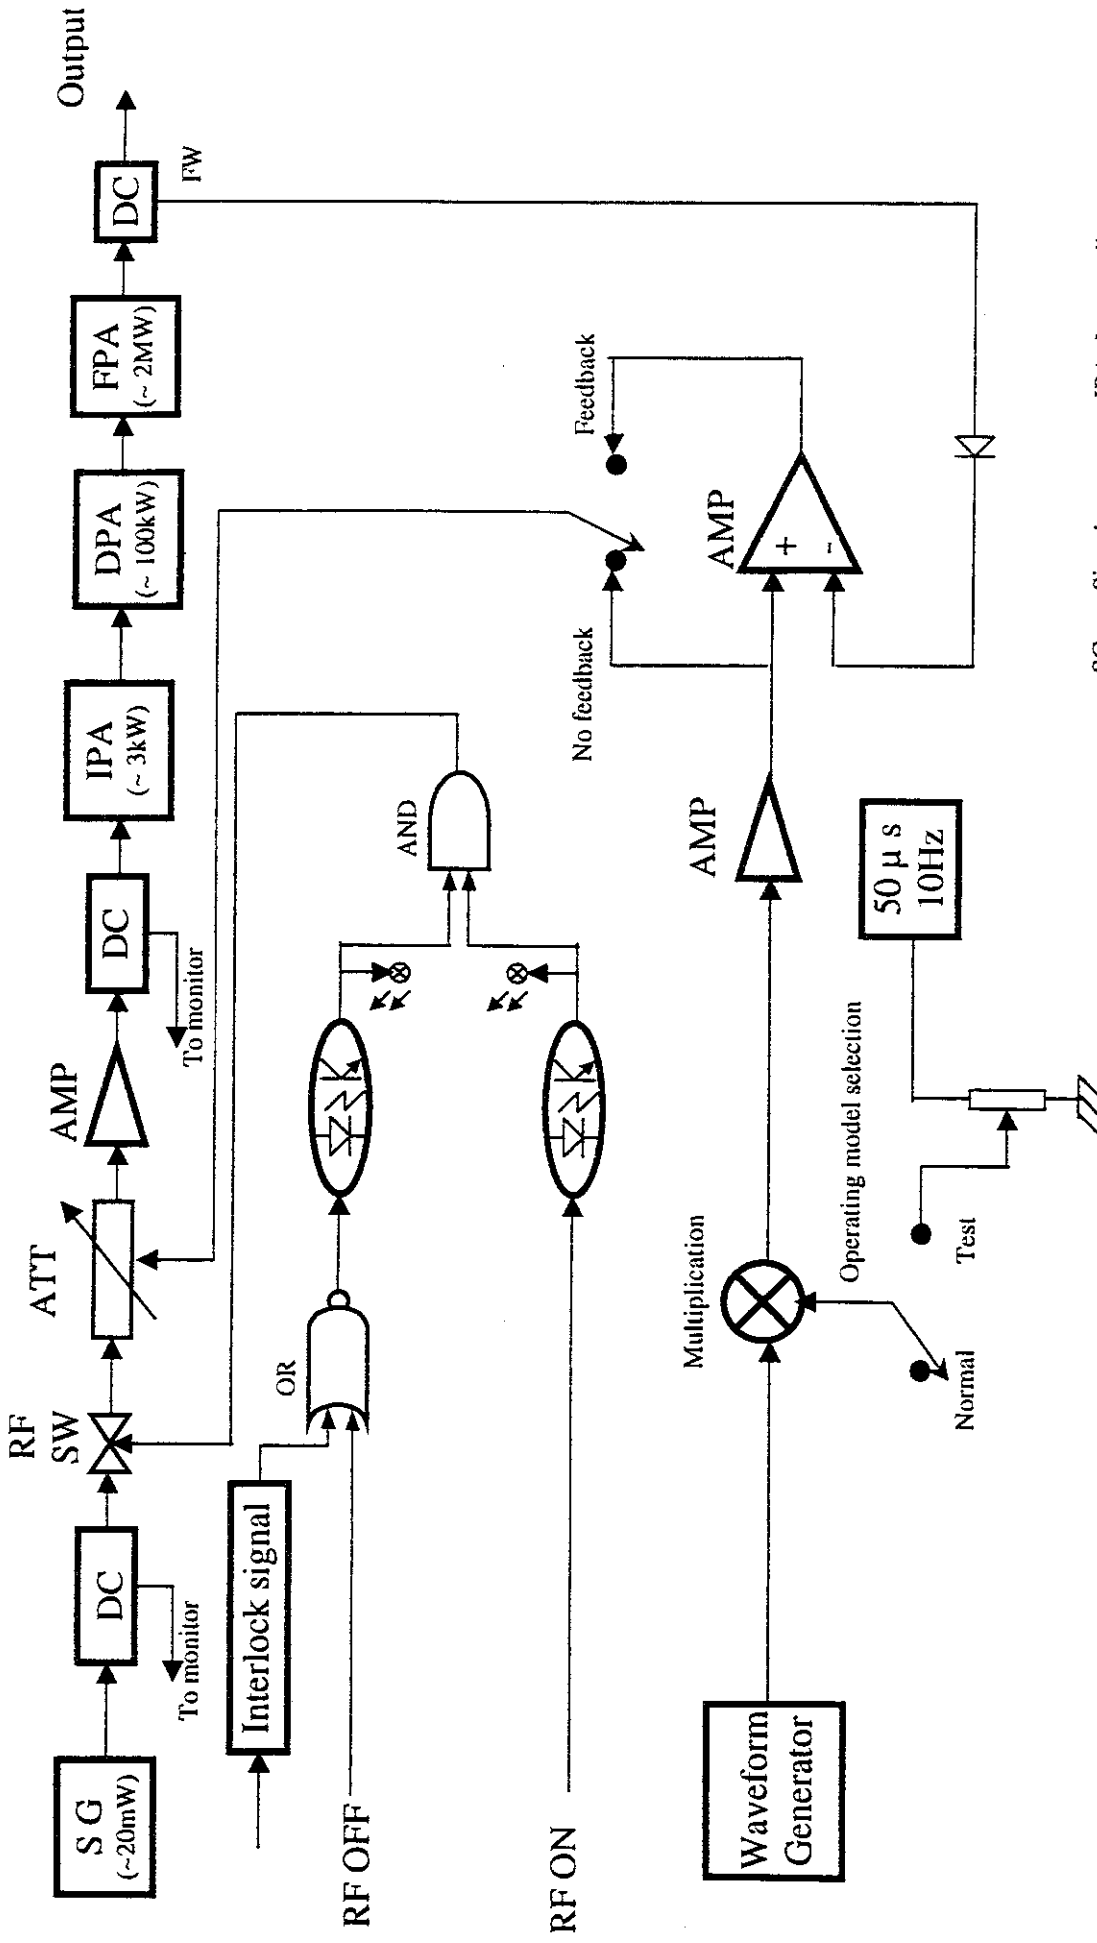 S G
(~20mW)
DC
To monitor
RF
SW
ATT
AMP
DC
To monitor
IPA
(~ 3kW)
DPA
(~ 100kW)
FPA
(~ 2MW)
DC
FW
Output
Interlock signal
OR
RF OFF
RF ON
AND
No feedback
Feedback
Waveform
Generator
Multiplication
AMP
AMP
+
-
Operating model selection
Normal
Test
50 μ s
10Hz